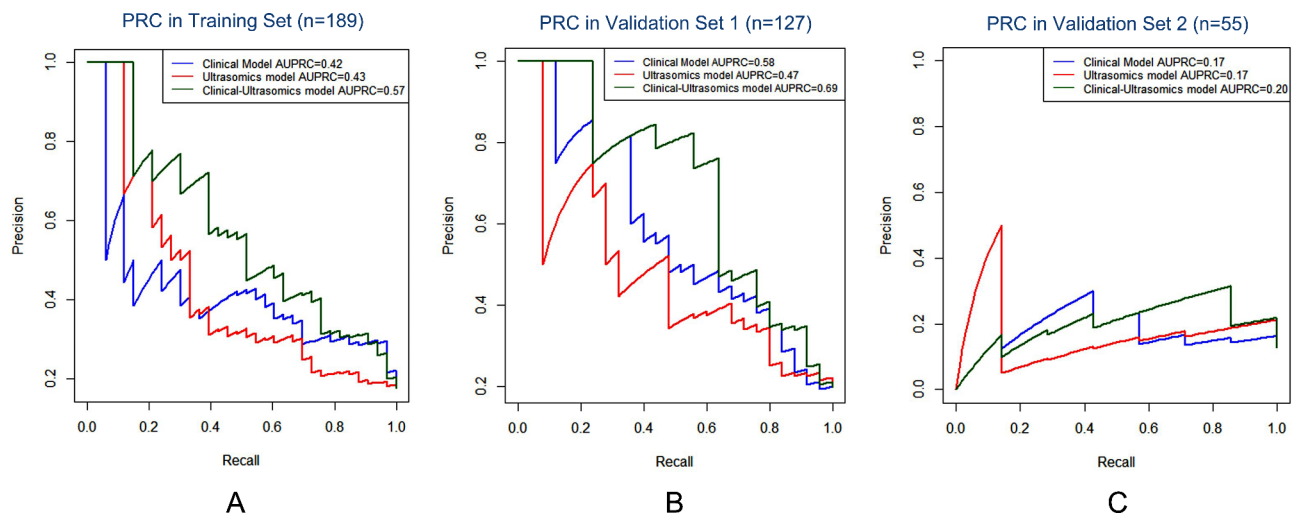 PRC in Training Set (n=189)
Clinical Model AUPRC=0.42
Ultrasomics model AUPRC=0.43
Clinical-Ultrasomics model AUPRC=0.57
Precision
1.0
0.8
0.6
0.4
0.2
0.0 0.2 0.4 0.6 0.8 1.0
Recall
A
PRC in Validation Set 1 (n=127)
Clinical Model AUPRC=0.58
Ultrasomics model AUPRC=0.47
Clinical-Ultrasomics model AUPRC=0.69
Precision
1.0
0.8
0.6
0.4
0.2
0.0 0.2 0.4 0.6 0.8 1.0
Recall
B
PRC in Validation Set 2 (n=55)
Clinical Model AUPRC=0.17
Ultrasomics model AUPRC=0.17
Clinical-Ultrasomics model AUPRC=0.20
Precision
1.0
0.8
0.6
0.4
0.2
0.0
0.0 0.2 0.4 0.6 0.8 1.0
Recall
C